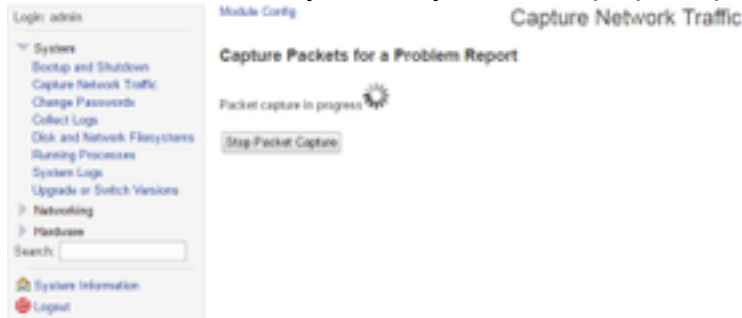 Login: admin
System
Bootup and Shutdown
Capture Network Traffic
Change Passwords
Collect Logs
Disk and Network Filesystems
Running Processes
System Logs
Upgrade or Switch Versions
Networking
Hardware
Search:
System Information
Logout
Module Config
Capture Network Traffic
Capture Packets for a Problem Report
Packet capture in progress
Stop Packet Capture